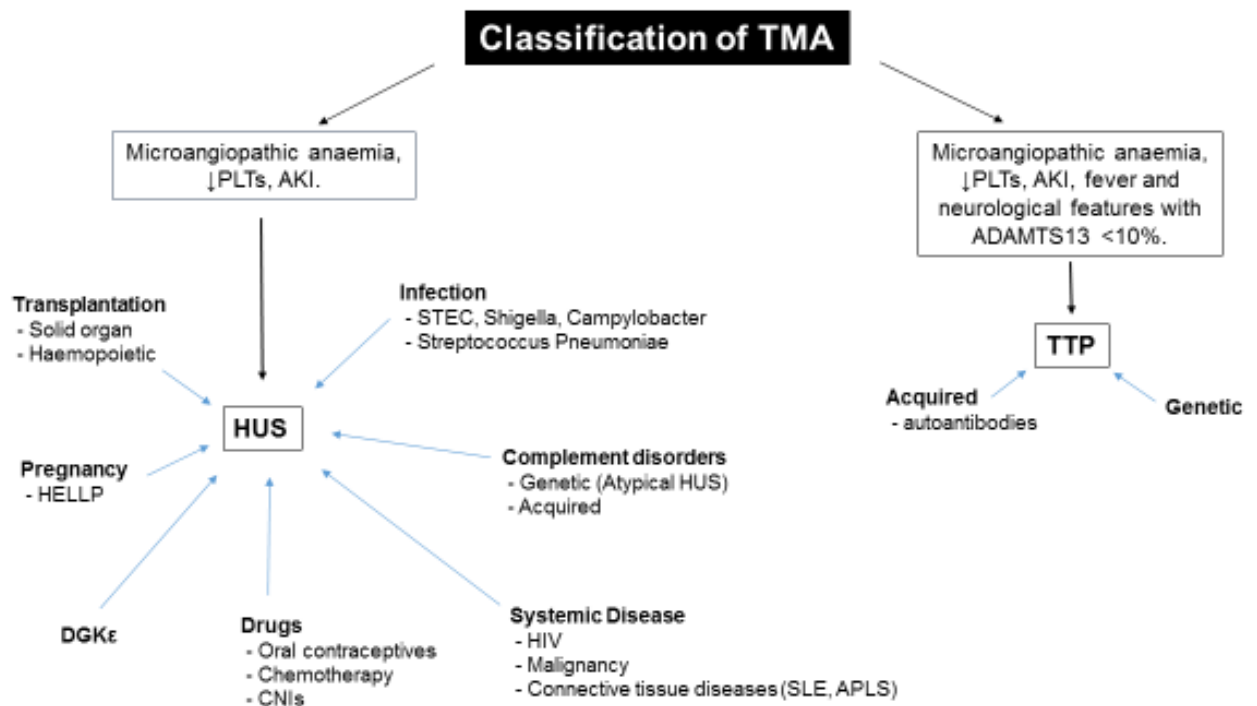 Classification of TMA
Microangiopathic anaemia,
↓PLTs, AKI.
Microangiopathic anaemia,
↓PLTs, AKI, fever and
neurological features with
ADAMTS13 <10%.
Transplantation
- Solid organ
- Haemopoietic
Infection
- STEC, Shigella, Campylobacter
- Streptococcus Pneumoniae
TTP
Acquired
- autoantibodies
Genetic
HUS
Pregnancy
- HELLP
Complement disorders
- Genetic (Atypical HUS)
- Acquired
DGKε
Drugs
- Oral contraceptives
- Chemotherapy
- CNIs
Systemic Disease
- HIV
- Malignancy
- Connective tissue diseases (SLE, APLS)